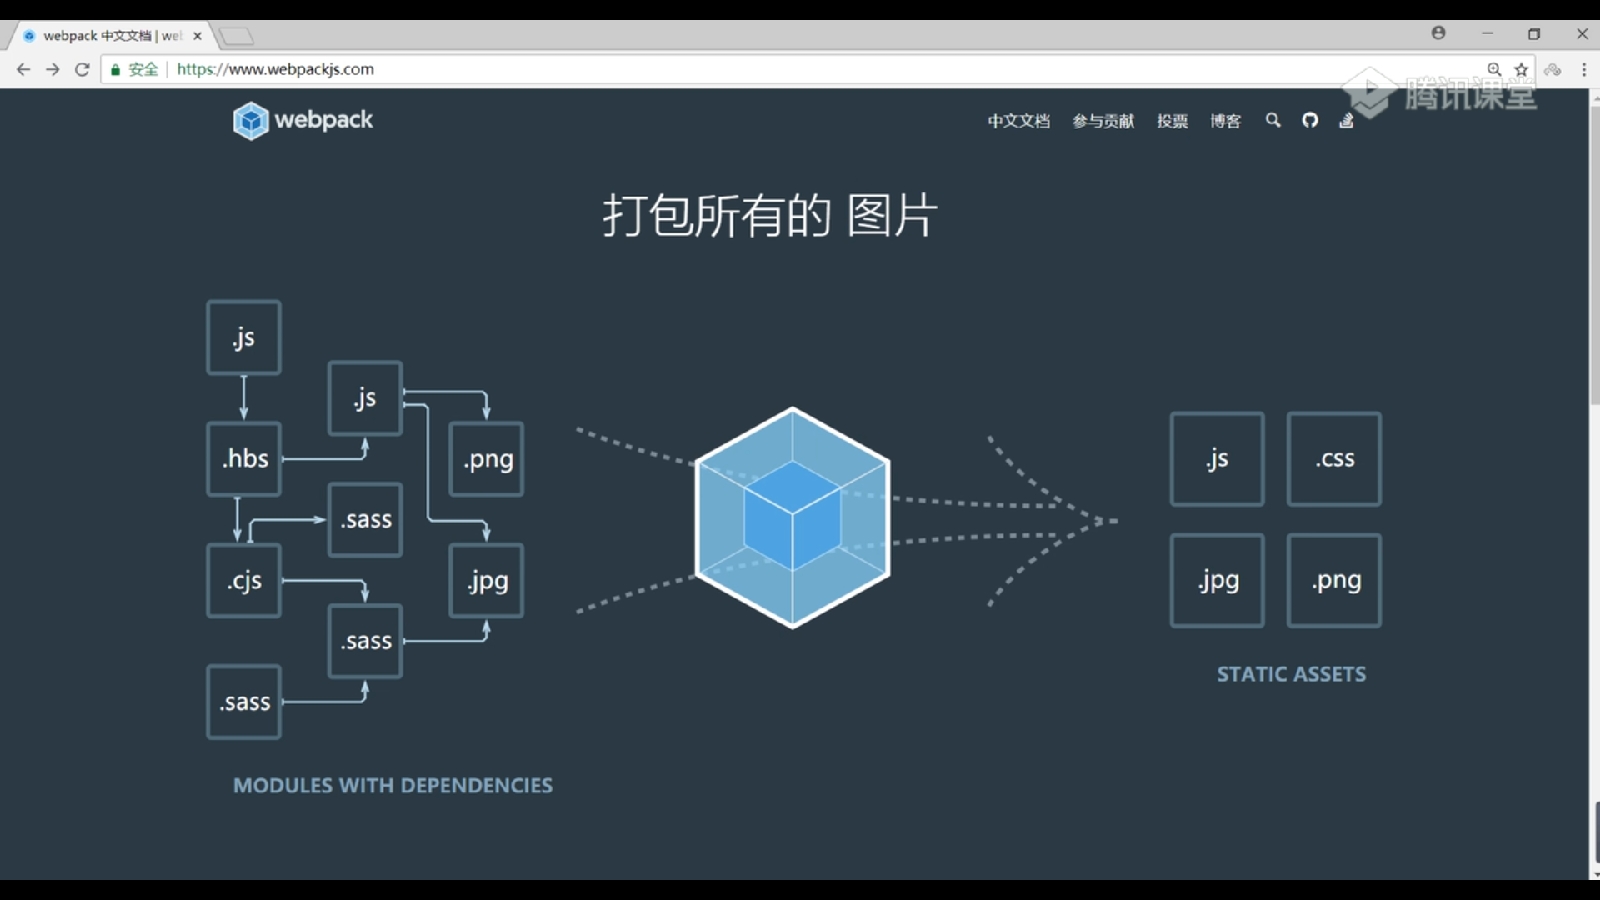 webpack 中文文档 | we
安全 https://www.webpackjs.com
腾讯课堂
webpack
中文文档 参与贡献 投票 博客
打包所有的 图片
.js
.js
.hbs
.png
.sass
.cjs
.jpg
.sass
.sass
MODULES WITH DEPENDENCIES
.js
.css
.jpg
.png
STATIC ASSETS